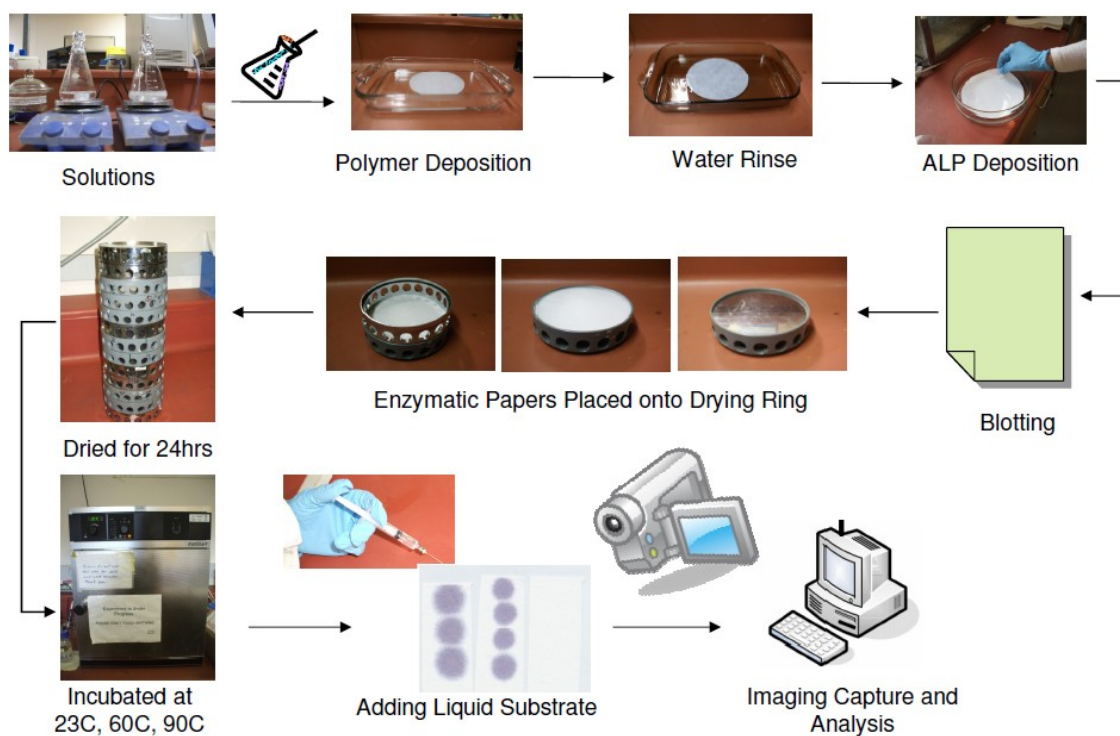 Solutions
Polymer Deposition
Water Rinse
ALP Deposition
Dried for 24hrs
Enzymatic Papers Placed onto Drying Ring
Blotting
Incubated at
23C, 60C, 90C
Adding Liquid Substrate
Imaging Capture and
Analysis